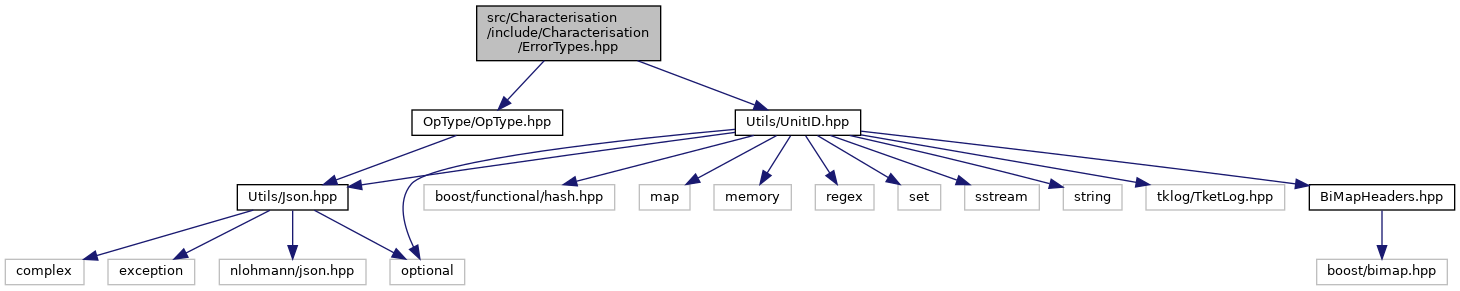 src/Characterisation
/include/Characterisation
/ErrorTypes.hpp
OpType/OpType.hpp
Utils/UnitID.hpp
Utils/Json.hpp
boost/functional/hash.hpp
map
memory
regex
set
sstream
string
tklog/TketLog.hpp
BiMapHeaders.hpp
complex
exception
nlohmann/json.hpp
optional
boost/bimap.hpp